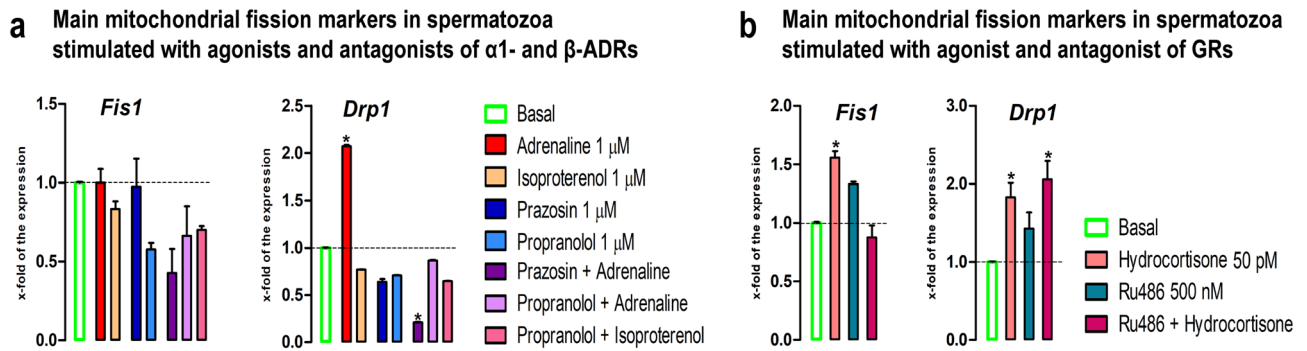 a Main mitochondrial fission markers in spermatozoa
stimulated with agonists and antagonists of α1- and β-ADRs
Fis1
x-fold of the expression
1.5
1.0
0.5
0.0
Drp1
x-fold of the expression
2.5
2.0
1.5
1.0
0.5
0.0
*
*
Basal
Adrenaline 1 μM
Isoproterenol 1 μM
Prazosin 1 μM
Propranolol 1 μM
Prazosin + Adrenaline
Propranolol + Adrenaline
Propranolol + Isoproterenol
b Main mitochondrial fission markers in spermatozoa
stimulated with agonist and antagonist of GRs
Fis1
x-fold of the expression
2.0
1.5
1.0
0.5
0.0
*
Drp1
x-fold of the expression
3.0
2.0
1.0
0.0
*
*
Basal
Hydrocortisone 50 pM
Ru486 500 nM
Ru486 + Hydrocortisone